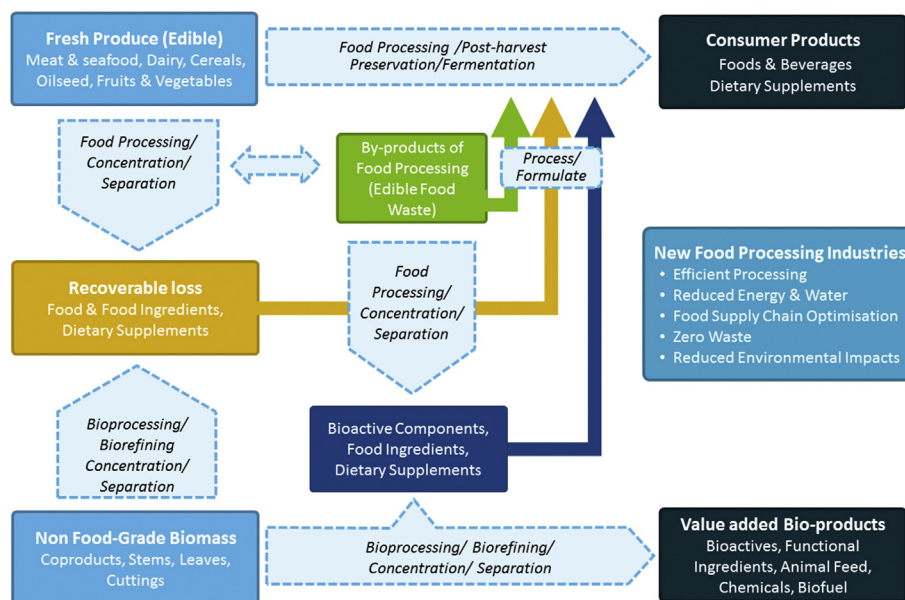 Fresh Produce (Edible)
Meat & seafood, Dairy, Cereals,
Oilseed, Fruits & Vegetables
Food Processing /Post-harvest
Preservation/Fermentation
Consumer Products
Foods & Beverages
Dietary Supplements
Food Processing/
Concentration/
Separation
By-products of
Food Processing
(Edible Food
Waste)
Process/
Formulate
Recoverable loss
Food & Food Ingredients,
Dietary Supplements
Food
Processing/
Concentration/
Separation
New Food Processing Industries
• Efficient Processing
• Reduced Energy & Water
• Food Supply Chain Optimisation
• Zero Waste
• Reduced Environmental Impacts
Bioprocessing/
Biorefining
Concentration/
Separation
Bioactive Components,
Food Ingredients,
Dietary Supplements
Non Food-Grade Biomass
Coproducts, Stems, Leaves,
Cuttings
Bioprocessing/ Biorefining/
Concentration/ Separation
Value added Bio-products
Bioactives, Functional
Ingredients, Animal Feed,
Chemicals, Biofuel